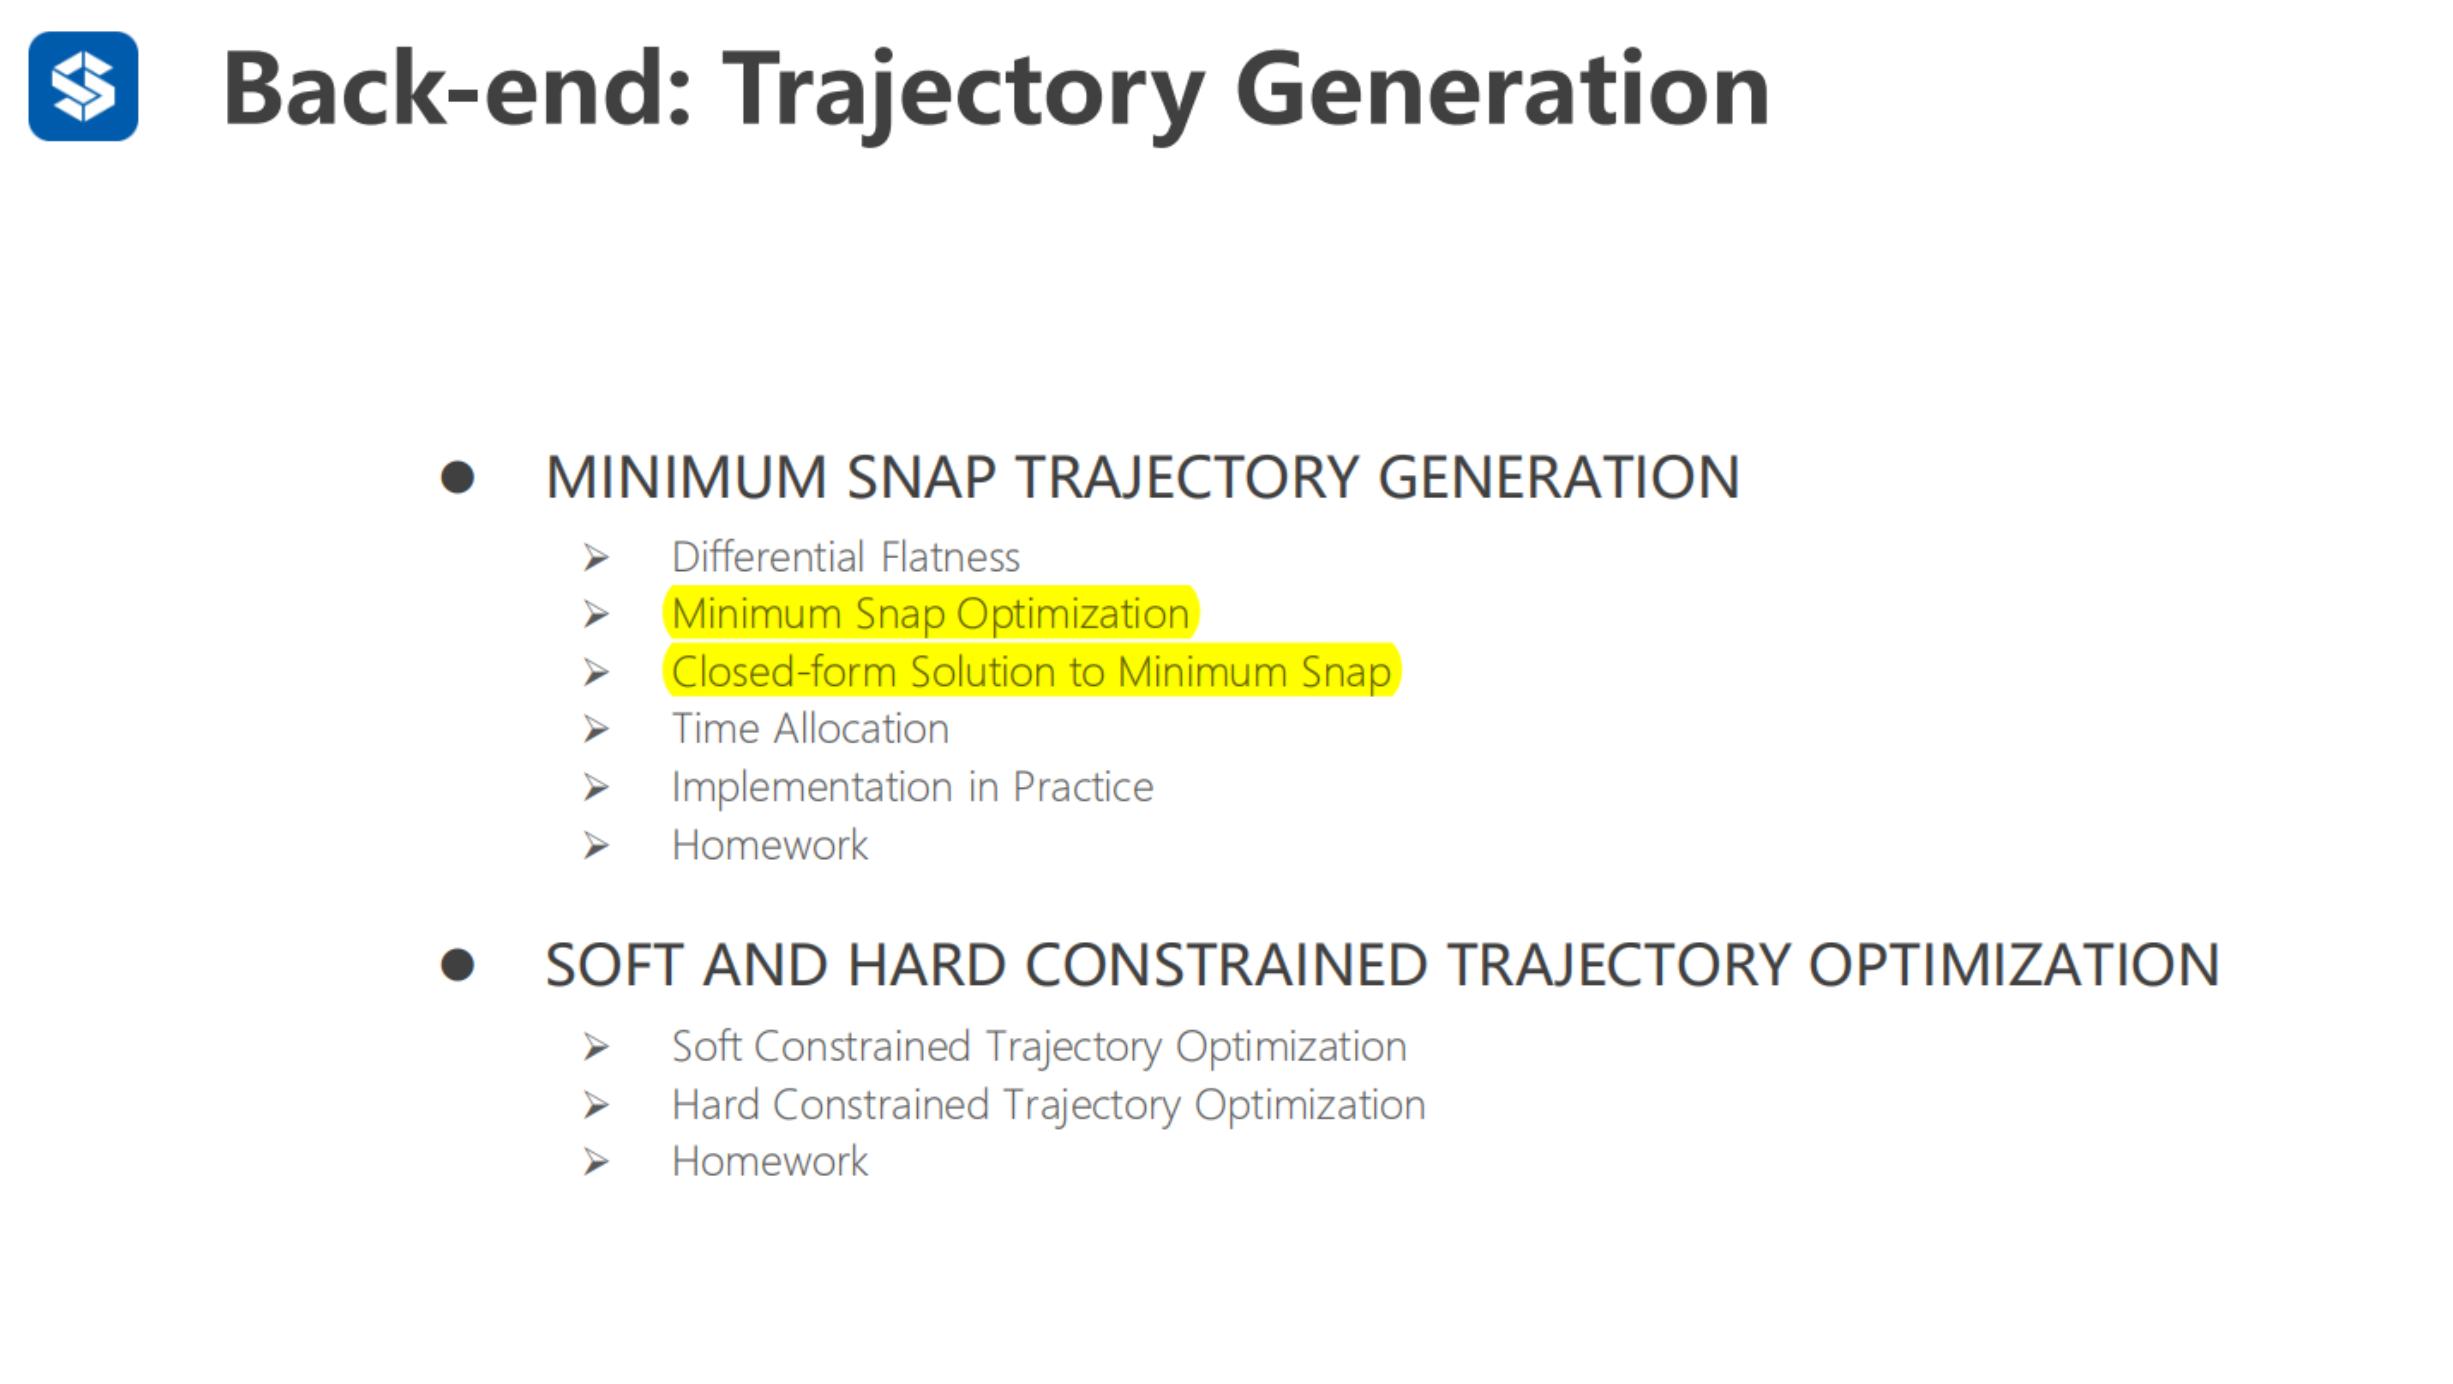 Back-end: Trajectory Generation
● MINIMUM SNAP TRAJECTORY GENERATION
➢ Differential Flatness
➢ Minimum Snap Optimization
➢ Closed-form Solution to Minimum Snap
➢ Time Allocation
➢ Implementation in Practice
➢ Homework
● SOFT AND HARD CONSTRAINED TRAJECTORY OPTIMIZATION
➢ Soft Constrained Trajectory Optimization
➢ Hard Constrained Trajectory Optimization
➢ Homework